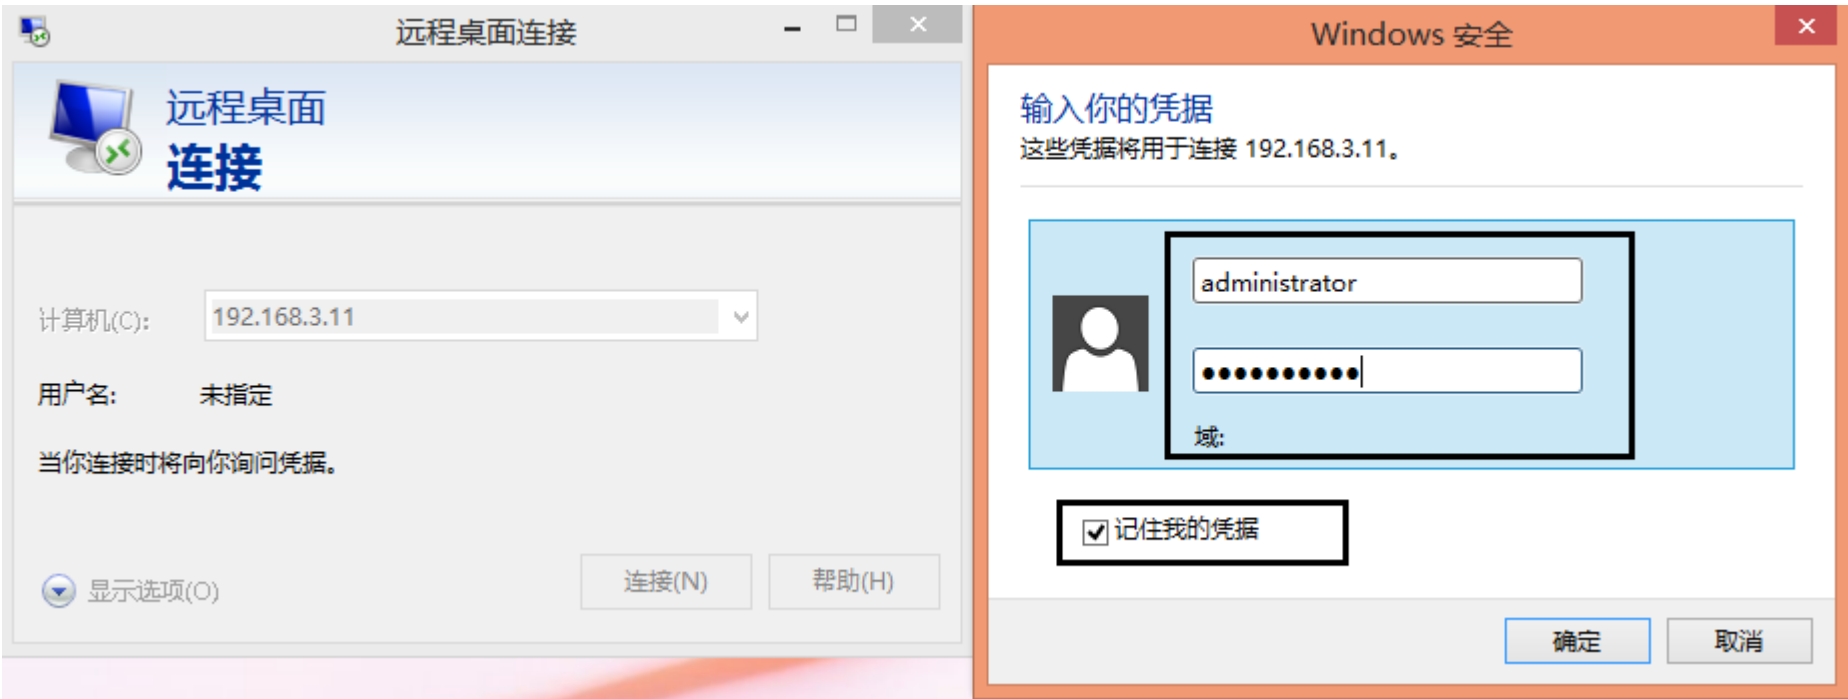 远程桌面连接
远程桌面
连接
计算机(C):
192.168.3.11
用户名:
未指定
当你连接时将向你询问凭据。
显示选项(O)
连接(N)
帮助(H)
Windows 安全
输入你的凭据
这些凭据将用于连接 192.168.3.11。
administrator
●●●●●●●●●●
域:
记住我的凭据
确定
取消